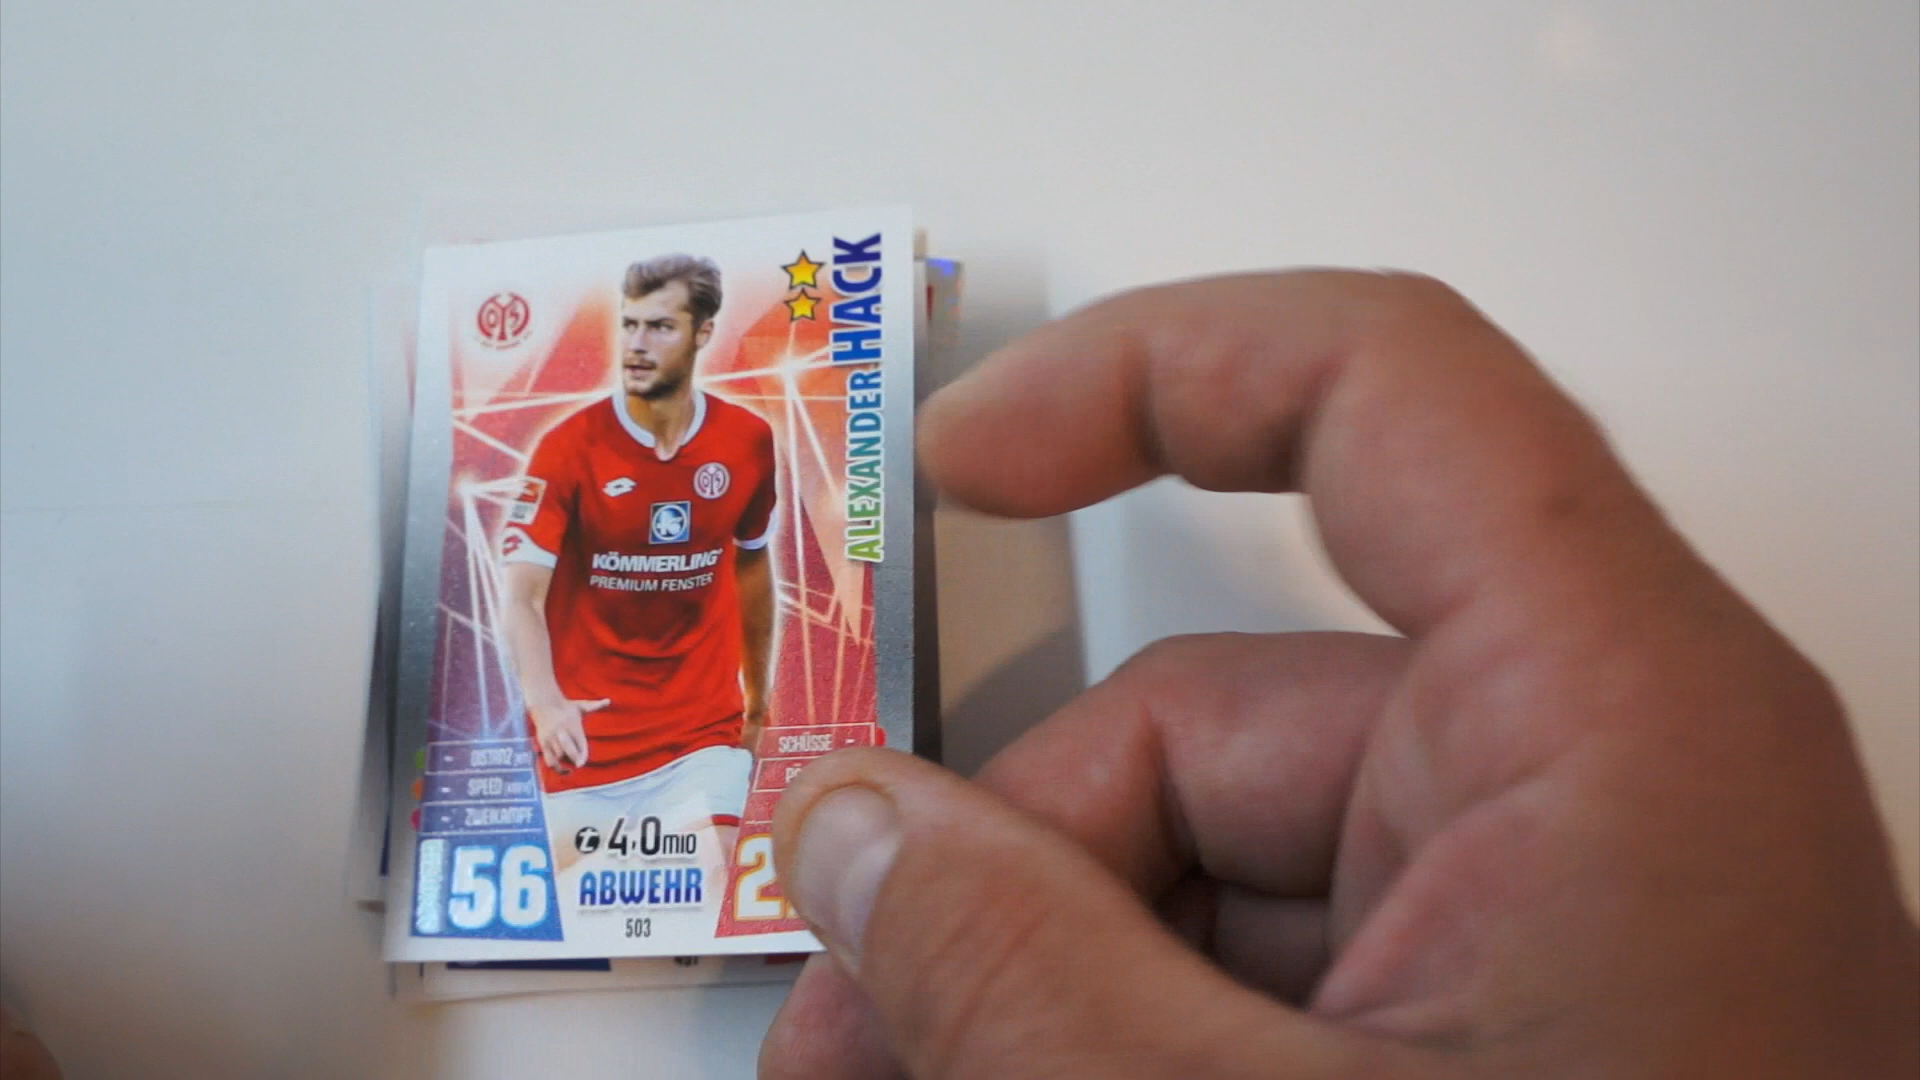 ALEXANDER HACK
KÖMMERLING
PREMIUM FENSTER
DISTANZ
SPEED
ZWEIKAMPF
SCHÜSSE
56
4,0 MIO
ABWEHR
503